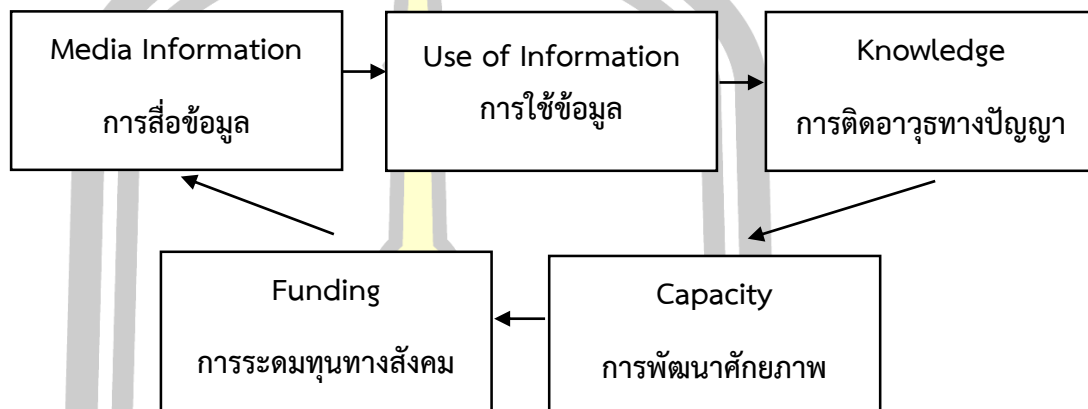 Media Information
การสื่อข้อมูล
Use of Information
การใช้ข้อมูล
Knowledge
การติดอาวุธทางปัญญา
Funding
การระดมทุนทางสังคม
Capacity
การพัฒนาศักยภาพ